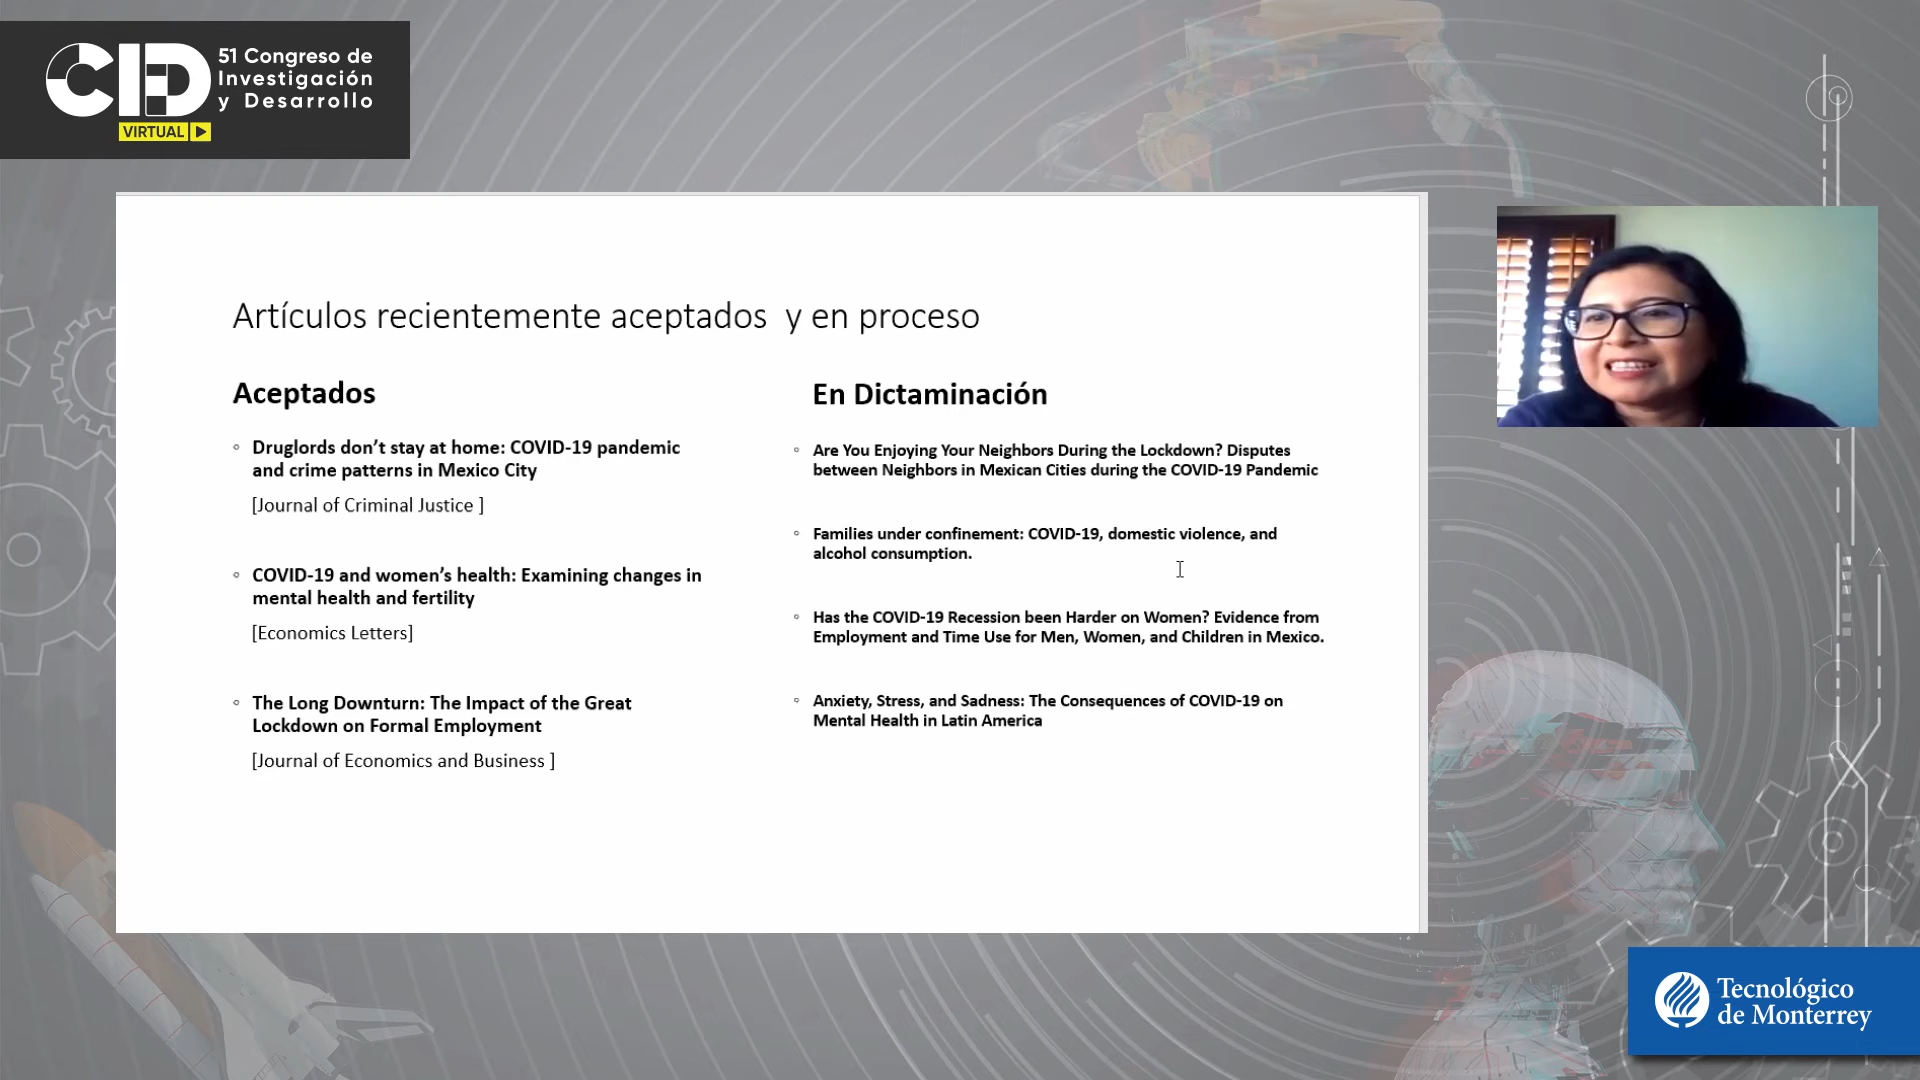 CID
51 Congreso de
Investigación
y Desarrollo
VIRTUAL
Artículos recientemente aceptados y en proceso
Aceptados
Druglords don’t stay at home: COVID-19 pandemic
and crime patterns in Mexico City
[Journal of Criminal Justice ]
COVID-19 and women’s health: Examining changes in
mental health and fertility
[Economics Letters]
The Long Downturn: The Impact of the Great
Lockdown on Formal Employment
[Journal of Economics and Business ]
En Dictaminación
Are You Enjoying Your Neighbors During the Lockdown? Disputes
between Neighbors in Mexican Cities during the COVID-19 Pandemic
Families under confinement: COVID-19, domestic violence, and
alcohol consumption.
Has the COVID-19 Recession been Harder on Women? Evidence from
Employment and Time Use for Men, Women, and Children in Mexico.
Anxiety, Stress, and Sadness: The Consequences of COVID-19 on
Mental Health in Latin America
Tecnológico
de Monterrey